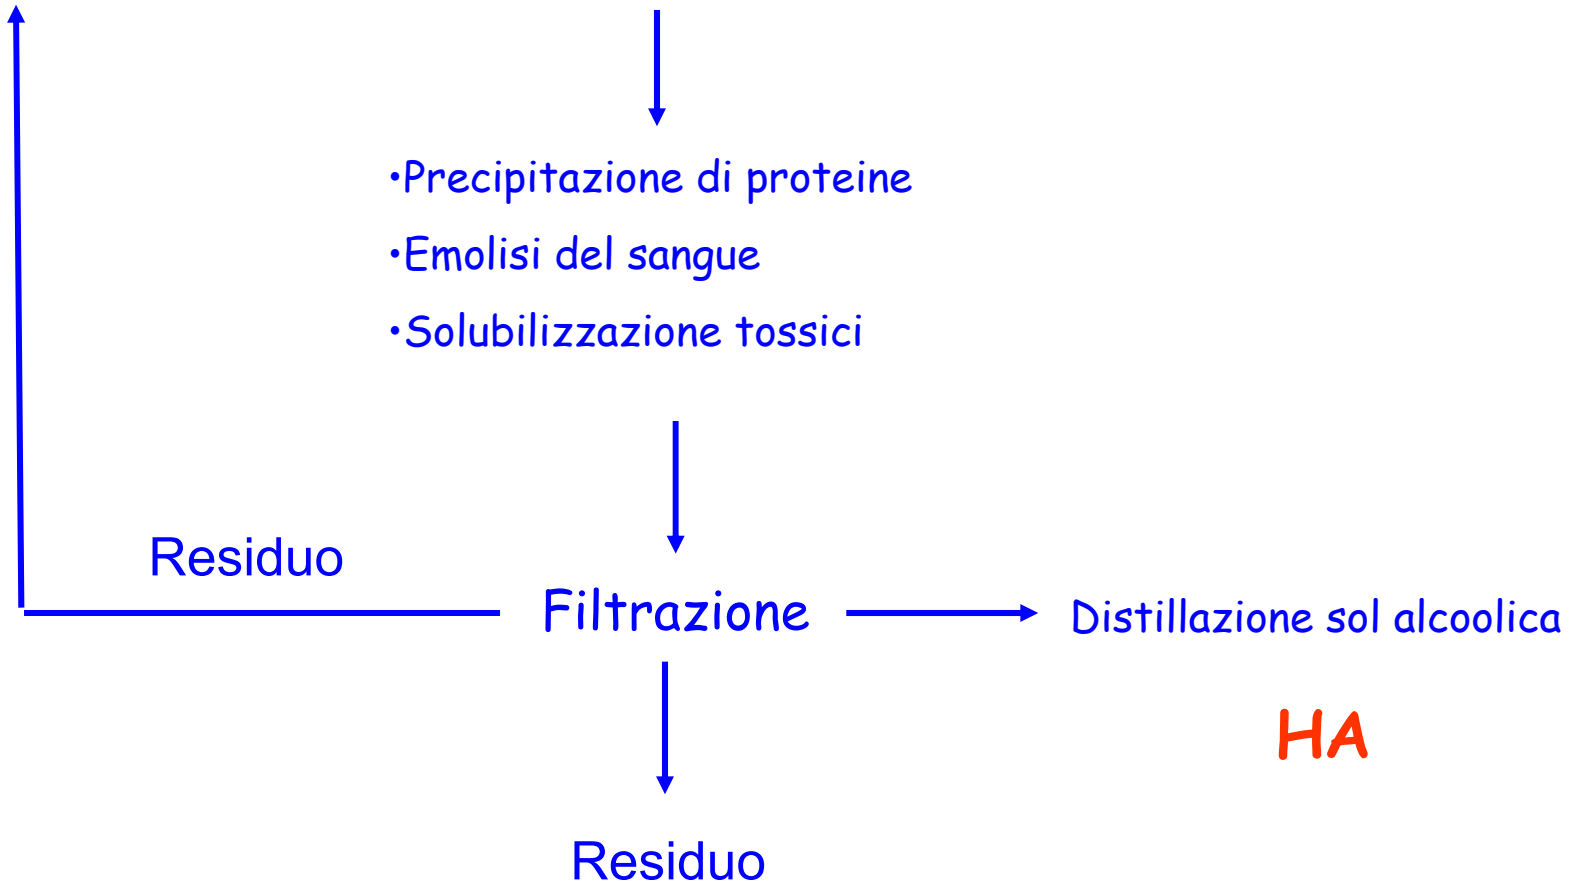 •Precipitazione di proteine
•Emolisi del sangue
•Solubilizzazione tossici
Residuo
Filtrazione
Distillazione sol alcoolica
HA
Residuo